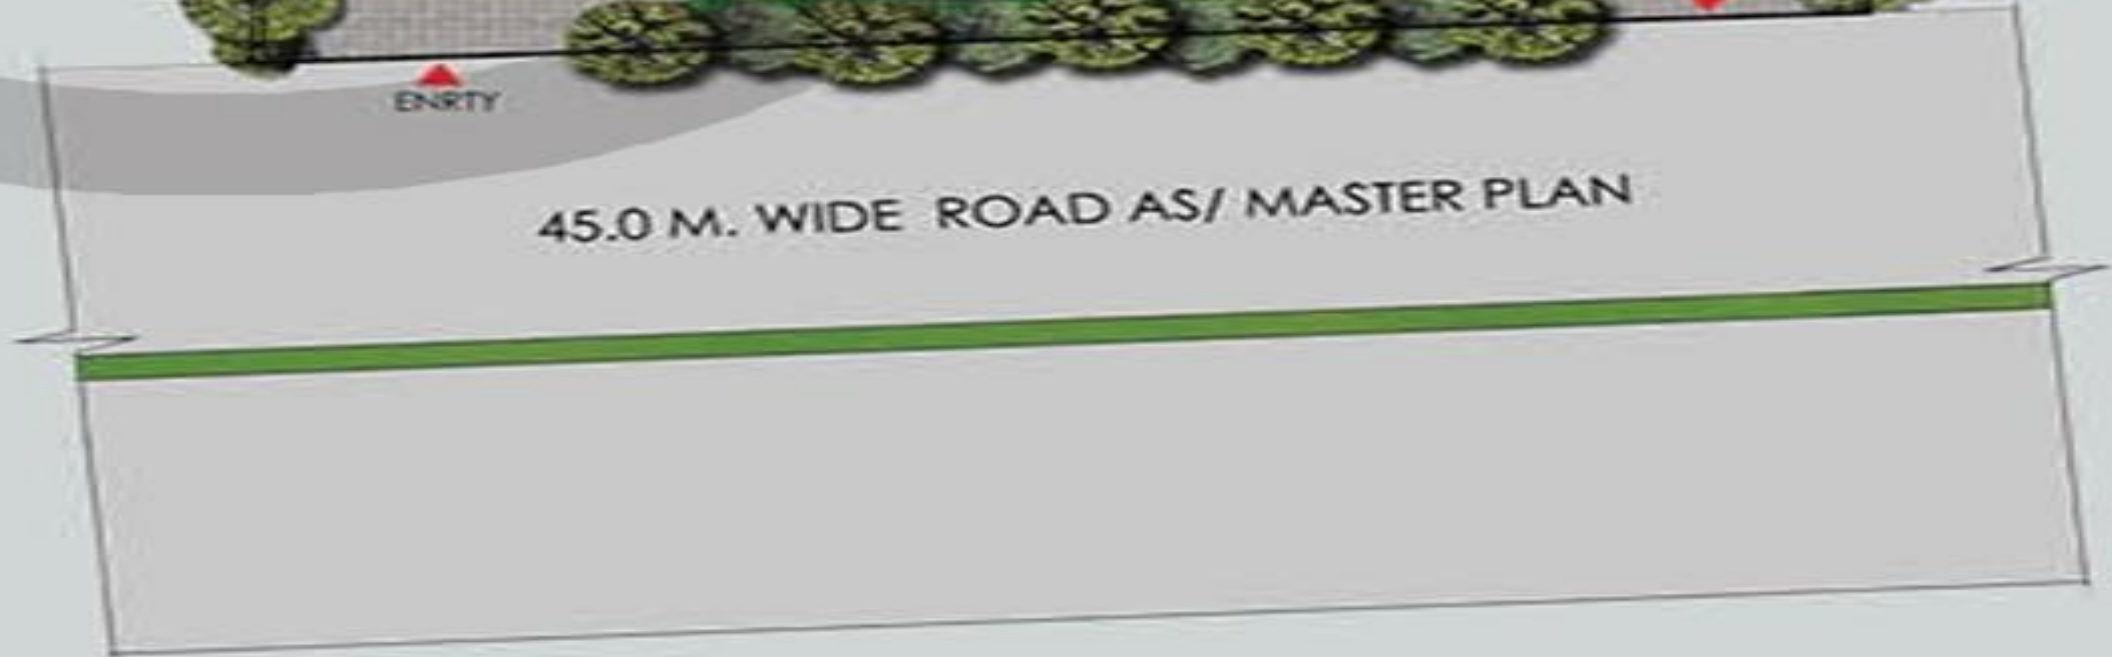 ENRTY
45.0 M. WIDE ROAD AS/ MASTER PLAN